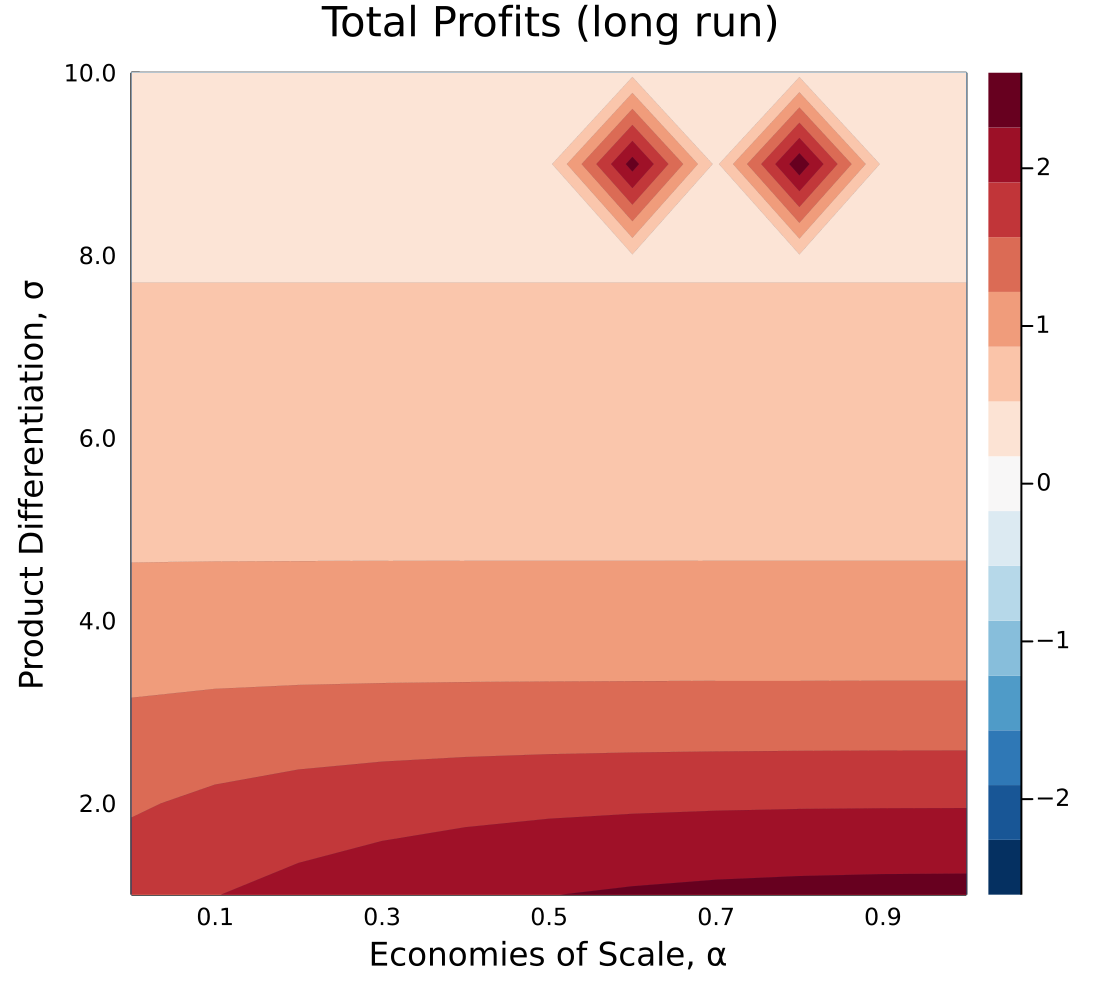 Total Profits (long run)
Product Differentiation, σ
10.0
8.0
6.0
4.0
2.0
0.1 0.3 0.5 0.7 0.9
Economies of Scale, α
2
1
0
−1
−2